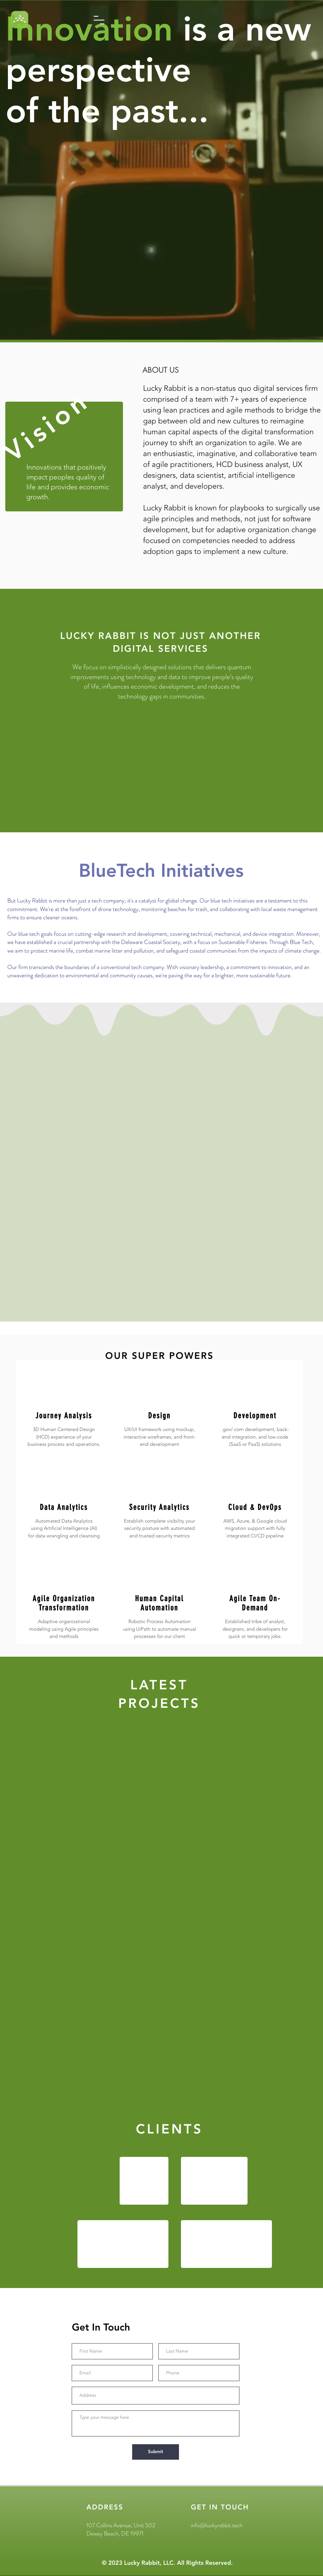 Innovation is a new
perspective
of the past...
ABOUT US
Lucky Rabbit is a non-status quo digital services firm
comprised of a team with 7+ years of experience
using lean practices and agile methods to bridge the
gap between old and new cultures to reimagine
human capital aspects of the digital transformation
journey to shift an organization to agile. We are
an enthusiastic, imaginative, and collaborative team
of agile practitioners, HCD business analyst, UX
designers, data scientist, artificial intelligence
analyst, and developers.
Lucky Rabbit is known for playbooks to surgically use
agile principles and methods, not just for software
development, but for adaptive organization change
focused on competencies needed to address
adoption gaps to implement a new culture.
Vision
Innovations that positively
impact peoples quality of
life and provides economic
growth.
LUCKY RABBIT IS NOT JUST ANOTHER
DIGITAL SERVICES
We focus on simplistically designed solutions that delivers quantum
improvements using technology and data to improve people's quality
of life, influences economic development, and reduces the
technology gaps in communities.
BlueTech Initiatives
But Lucky Rabbit is more than just a tech company; it's a catalyst for global change. Our blue tech initiatives are a testament to this
commitment. We're at the forefront of drone technology, monitoring beaches for trash, and collaborating with local waste management
firms to ensure cleaner oceans.
Our blue tech goals focus on cutting-edge research and development, covering technical, mechanical, and device integration. Moreover,
we have established a crucial partnership with the Delaware Coastal Society, with a focus on Sustainable Fisheries. Through Blue Tech,
we aim to protect marine life, combat marine litter and pollution, and safeguard coastal communities from the impacts of climate change.
Our firm transcends the boundaries of a conventional tech company. With visionary leadership, a commitment to innovation, and an
unwavering dedication to environmental and community causes, we're paving the way for a brighter, more sustainable future.
OUR SUPER POWERS
Journey Analysis
3D Human Centered Design
(HCD) experience of your
business process and operations.
Design
UX/UI framework using mockup,
interactive wireframes, and front-
end development
Development
.gov/.com development, back-
end integration, and low-code
(SaaS or PaaS) solutions
Data Analytics
Automated Data Analytics
using Artificial Intelligence (AI)
for data wrangling and cleansing.
Security Analytics
Establish complete visibility your
security posture with automated
and trusted security metrics
Cloud & DevOps
AWS, Azure, & Google cloud
migration support with fully
integrated CI/CD pipeline
Agile Organization
Transformation
Adaptive organizational
modeling using Agile principles
and methods
Human Capital
Automation
Robotic Process Automation
using UiPath to automate manual
processes for our client
Agile Team On-
Demand
Established tribe of analyst,
designers, and developers for
quick or temporary jobs.
LATEST
PROJECTS
CLIENTS
Get In Touch
First Name
Last Name
Email
Phone
Address
Type your message here
Submit
ADDRESS
107 Collins Avenue, Unit 502
Dewey Beach, DE 19971
GET IN TOUCH
info@luckyrabbit.tech
© 2023 Lucky Rabbit, LLC. All Rights Reserved.